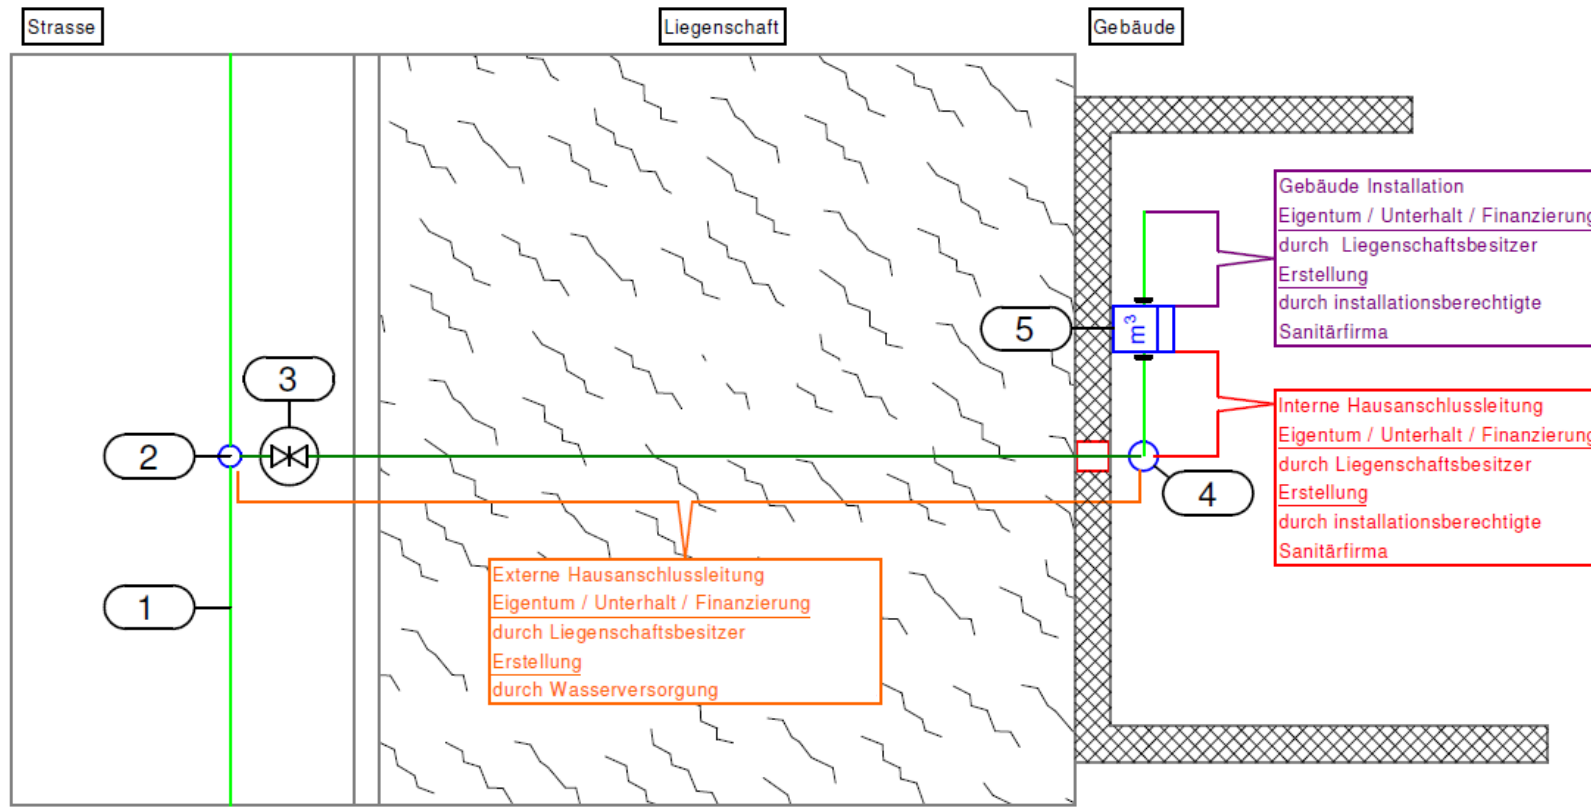 Strasse
Liegenschaft
Gebäude
Gebäude Installation
Eigentum / Unterhalt / Finanzierung
durch Liegenschaftsbesitzer
Erstellung
durch installationsberechtigte
Sanitärfirma
5
m³
3
Interne Hausanschlussleitung
Eigentum / Unterhalt / Finanzierung
durch Liegenschaftsbesitzer
Erstellung
durch installationsberechtigte
Sanitärfirma
2
4
Externe Hausanschlussleitung
Eigentum / Unterhalt / Finanzierung
durch Liegenschaftsbesitzer
Erstellung
durch Wasserversorgung
1